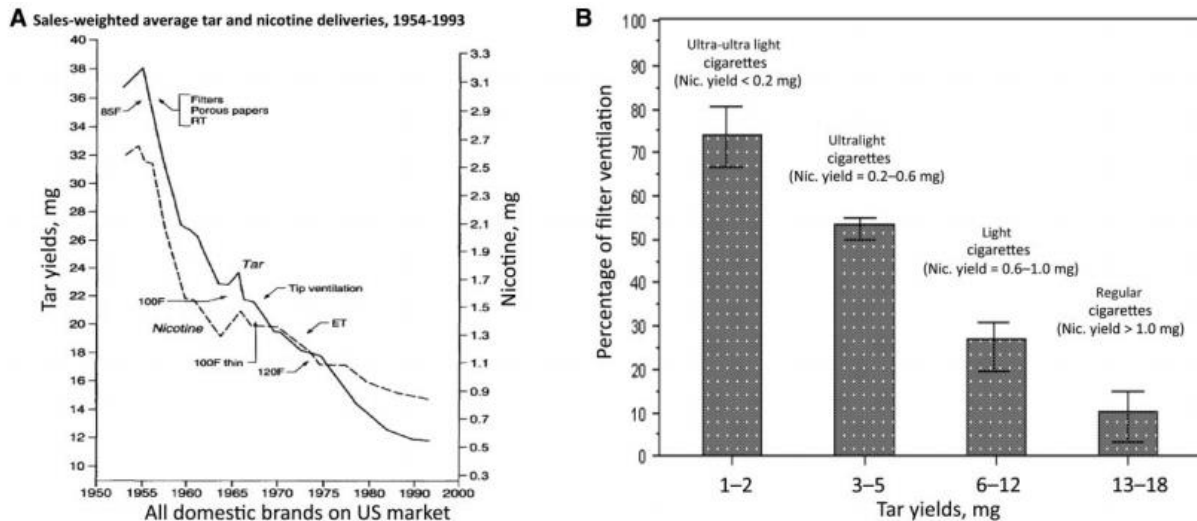 A Sales-weighted average tar and nicotine deliveries, 1954-1993
40
38
36
34
32
30
28
26
24
22
20
18
16
14
12
10
Tar yields, mg
85F
Filters
Porous papers
RT
Tar
100F
Tip ventilation
Nicotine
ET
100F thin
120F
3.3
3.1
2.9
2.7
2.5
2.3
2.1
1.9
1.7
1.5
1.3
1.1
0.9
0.7
0.5
0.3
Nicotine, mg
1950 1955 1960 1965 1970 1975 1980 1990 2000
All domestic brands on US market
B
100
90
80
70
60
50
40
30
20
10
0
Percentage of filter ventilation
Ultra-ultra light
cigarettes
(Nic. yield < 0.2 mg)
Ultralight
cigarettes
(Nic. yield = 0.2–0.6 mg)
Light
cigarettes
(Nic. yield = 0.6–1.0 mg)
Regular
cigarettes
(Nic. yield > 1.0 mg)
1–2 3–5 6–12 13–18
Tar yields, mg